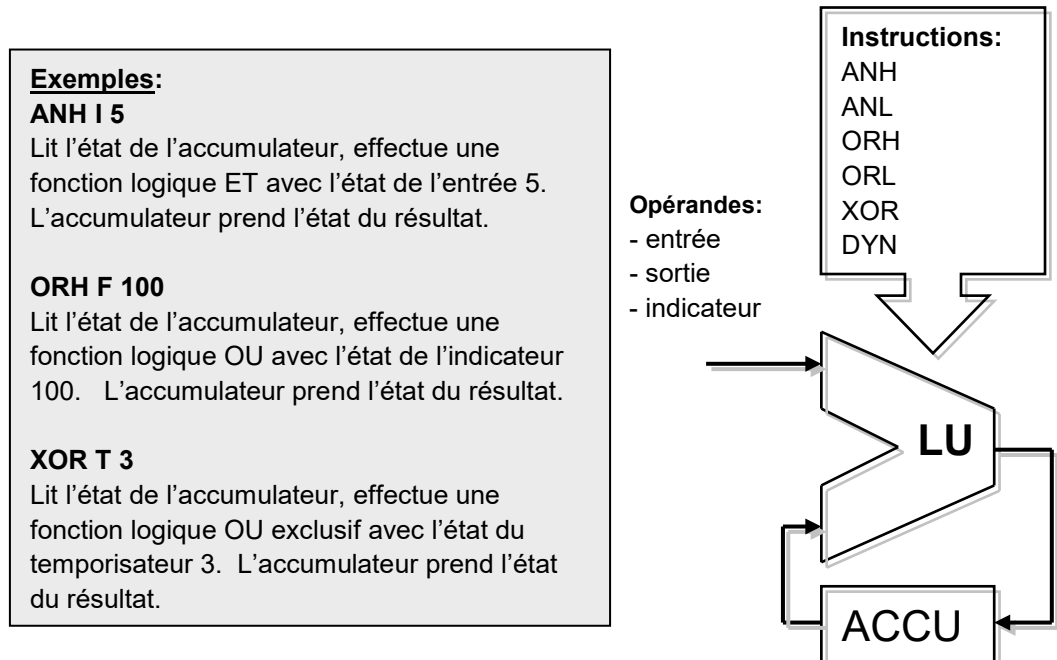 Exemples:
ANH I 5
Lit l’état de l’accumulateur, effectue une
fonction logique ET avec l’état de l’entrée 5.
L’accumulateur prend l’état du résultat.
ORH F 100
Lit l’état de l’accumulateur, effectue une
fonction logique OU avec l’état de l’indicateur
100.   L’accumulateur prend l’état du résultat.
XOR T 3
Lit l’état de l’accumulateur, effectue une
fonction logique OU exclusif avec l’état du
temporisateur 3.  L’accumulateur prend l’état
du résultat.
Opérandes:
- entrée
- sortie
- indicateur
Instructions:
ANH
ANL
ORH
ORL
XOR
DYN
LU
ACCU